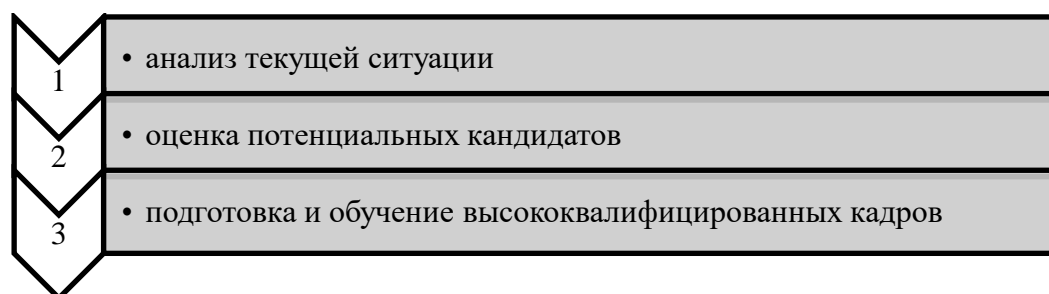 1
• анализ текущей ситуации
2
• оценка потенциальных кандидатов
3
• подготовка и обучение высококвалифицированных кадров